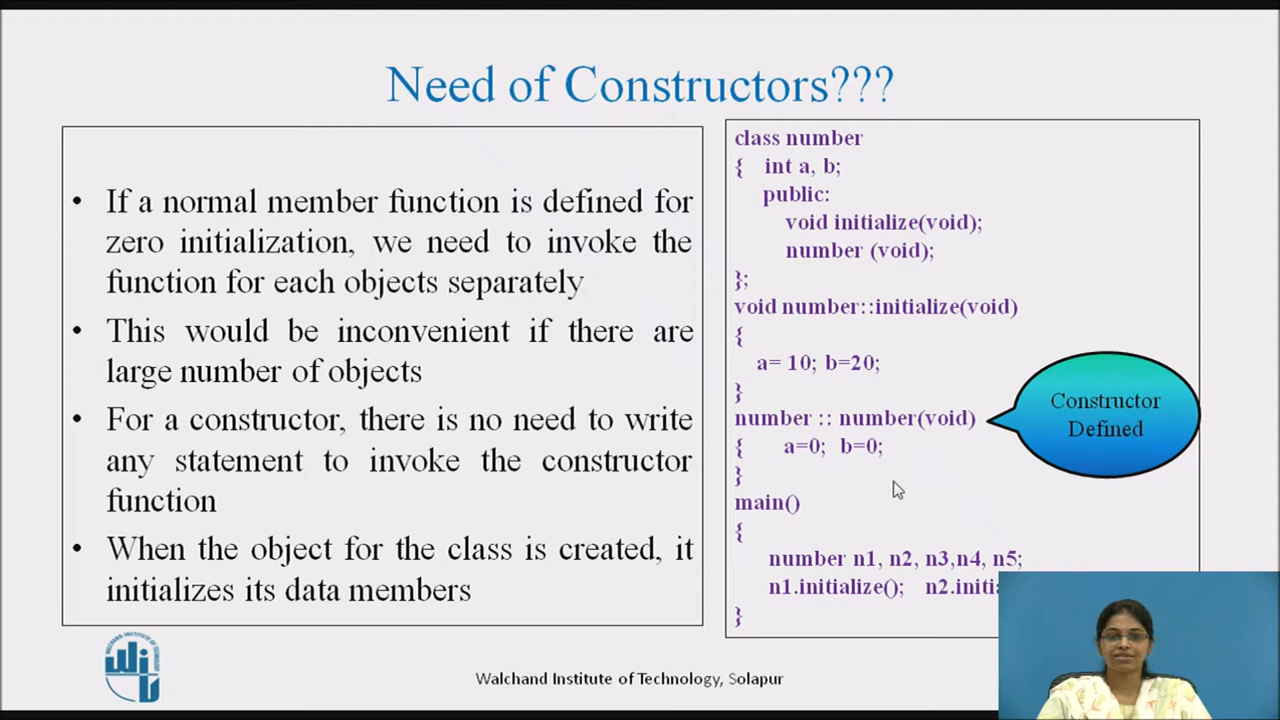 Need of Constructors???
• If a normal member function is defined for
zero initialization, we need to invoke the
function for each objects separately
• This would be inconvenient if there are
large number of objects
• For a constructor, there is no need to write
any statement to invoke the constructor
function
• When the object for the class is created, it
initializes its data members
class number
{ int a, b;
public:
void initialize(void);
number (void);
};
void number::initialize(void)
{
a= 10; b=20;
}
number :: number(void)
{ a=0; b=0;
}
main()
{
number n1, n2, n3,n4, n5;
n1.initialize(); n2.initi
}
Constructor
Defined
WALCHAND INSTITUTE OF TECHNOLOGY
Walchand Institute of Technology, Solapur